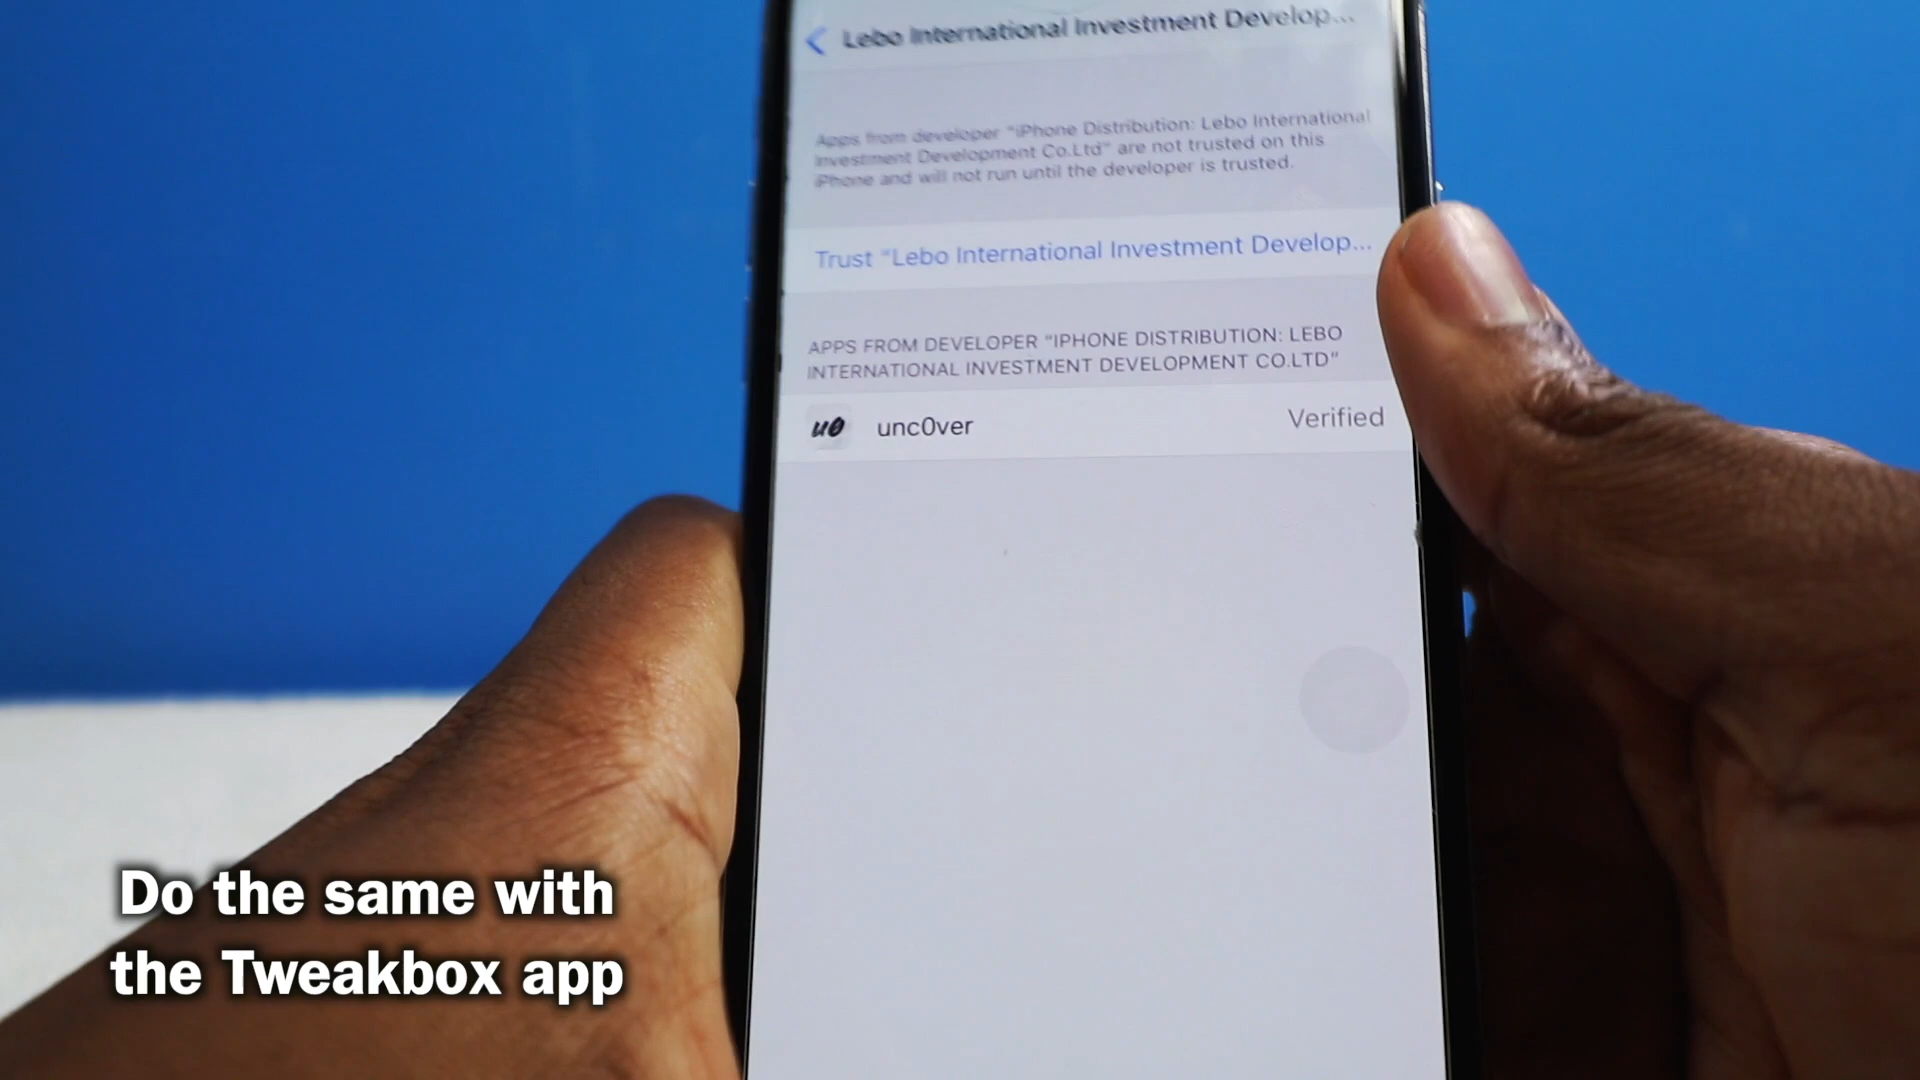 Lebo International Investment Develop...
Apps from developer "iPhone Distribution: Lebo International
Investment Development Co.Ltd" are not trusted on this
iPhone and will not run until the developer is trusted.
Trust "Lebo International Investment Develop...
APPS FROM DEVELOPER "IPHONE DISTRIBUTION: LEBO
INTERNATIONAL INVESTMENT DEVELOPMENT CO.LTD"
u0 unc0ver Verified
Do the same with
the Tweakbox app